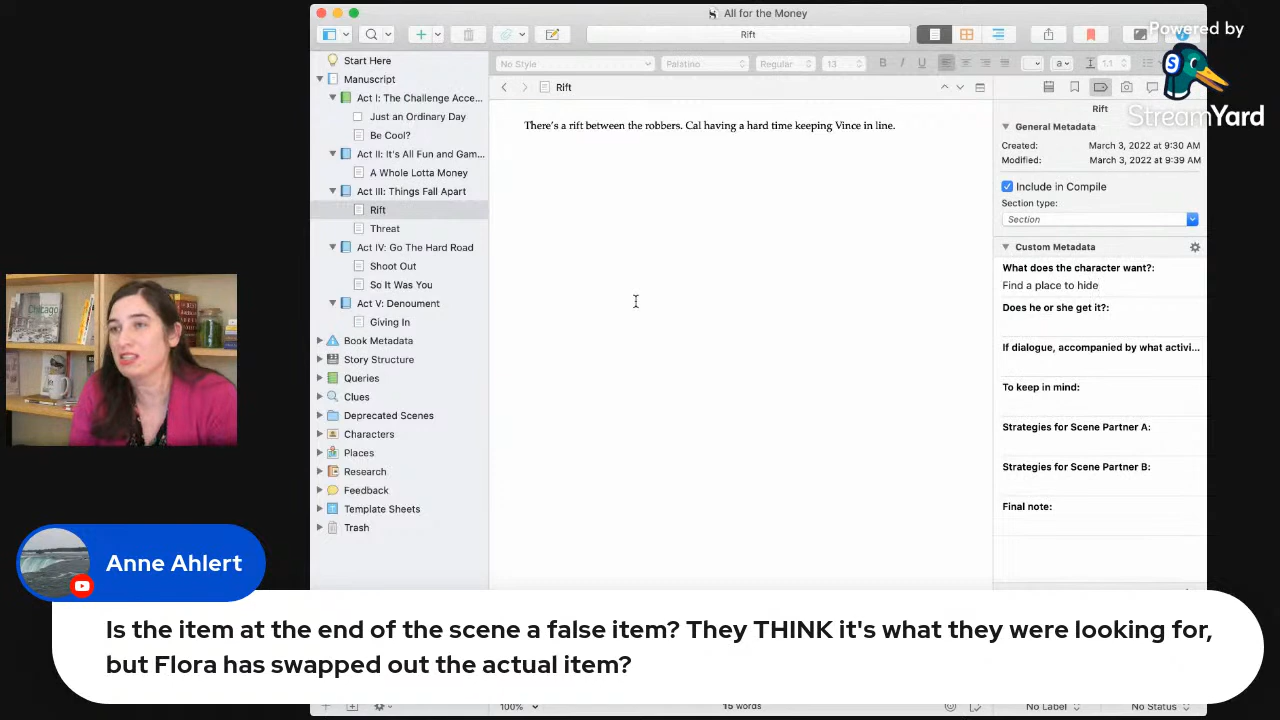 All for the Money
Powered by
StreamYard
Rift
No Style
Palatino
Regular
13
B
I
U
a
1.1
Start Here
Manuscript
Act I: The Challenge Acce...
Just an Ordinary Day
Be Cool?
Act II: It's All Fun and Gam...
A Whole Lotta Money
Act III: Things Fall Apart
Rift
Threat
Act IV: Go The Hard Road
Shoot Out
So It Was You
Act V: Denoument
Giving In
Book Metadata
Story Structure
Queries
Clues
Deprecated Scenes
Characters
Places
Research
Feedback
Template Sheets
Trash
Rift
There's a rift between the robbers. Cal having a hard time keeping Vince in line.
100%
15 words
Rift
General Metadata
Created: March 3, 2022 at 9:30 AM
Modified: March 3, 2022 at 9:39 AM
Include in Compile
Section type:
Section
Custom Metadata
What does the character want?:
Find a place to hide
Does he or she get it?:
If dialogue, accompanied by what activi...
To keep in mind:
Strategies for Scene Partner A:
Strategies for Scene Partner B:
Final note:
No Label
No Status
Chicago
Anne Ahlert
Is the item at the end of the scene a false item? They THINK it's what they were looking for,
but Flora has swapped out the actual item?